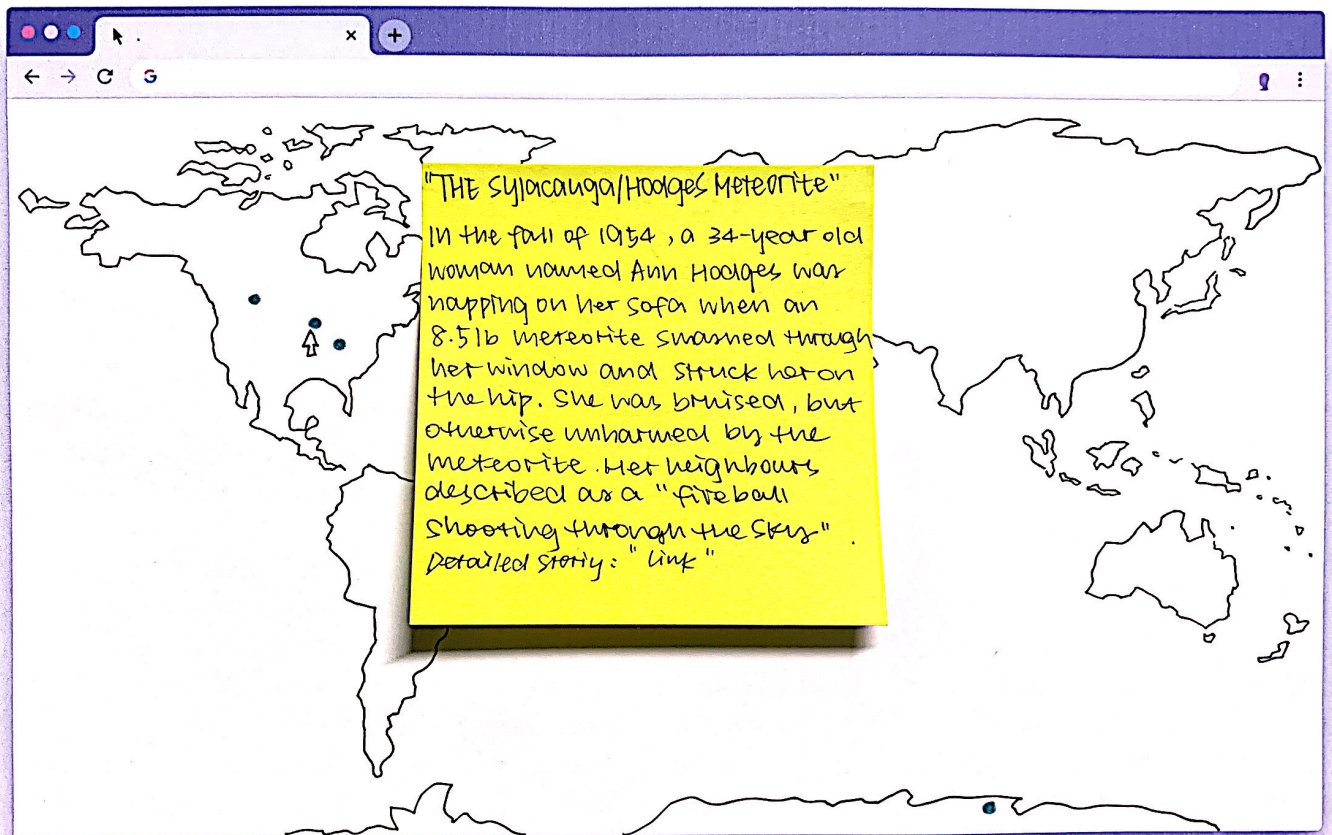 "THE Sylacauga/Hodges Meteorite"
In the fall of 1954, a 34-year old
woman named Ann Hodges was
napping on her sofa when an
8.5lb meteorite smashed through
her window and struck her on
the hip. She was bruised, but
otherwise unharmed by the
meteorite. Her neighbours
described as a "fireball
shooting through the sky".
Detailed storiy: "link"